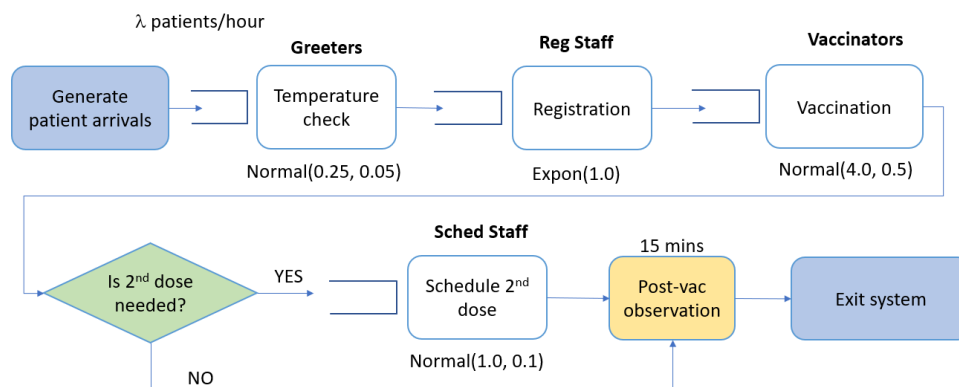 λ patients/hour
Greeters
Reg Staff
Vaccinators
Generate
patient arrivals
Temperature
check
Registration
Vaccination
Normal(0.25, 0.05)
Expon(1.0)
Normal(4.0, 0.5)
Sched Staff
15 mins
Is 2nd dose
needed?
YES
Schedule 2nd
dose
Post-vac
observation
Exit system
Normal(1.0, 0.1)
NO